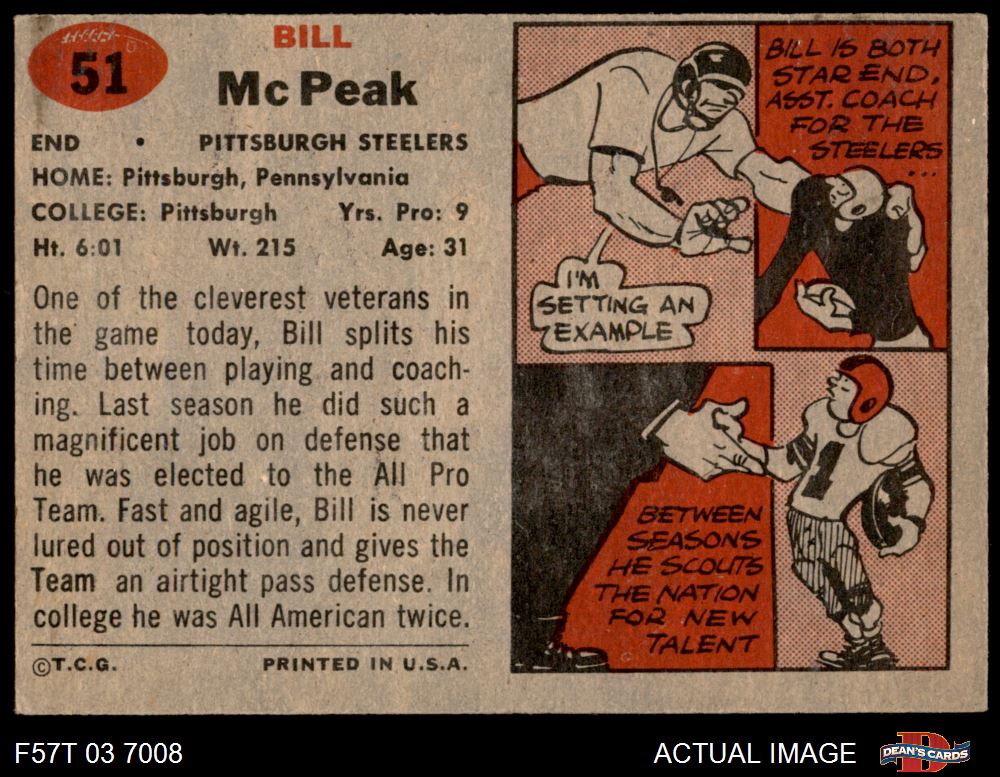 51
BILL
McPeak
END • PITTSBURGH STEELERS
HOME: Pittsburgh, Pennsylvania
COLLEGE: Pittsburgh Yrs. Pro: 9
Ht. 6:01 Wt. 215 Age: 31
One of the cleverest veterans in
the game today, Bill splits his
time between playing and coach-
ing. Last season he did such a
magnificent job on defense that
he was elected to the All Pro
Team. Fast and agile, Bill is never
lured out of position and gives the
Team an airtight pass defense. In
college he was All American twice.
©T.C.G. PRINTED IN U.S.A.
BILL IS BOTH
STAR END,
ASST. COACH
FOR THE
STEELERS
...
I'M
SETTING AN
EXAMPLE
BETWEEN
SEASONS
HE SCOUTS
THE NATION
FOR NEW
TALENT
1
F57T 03 7008
ACTUAL IMAGE
D
DEAN'S CARDS